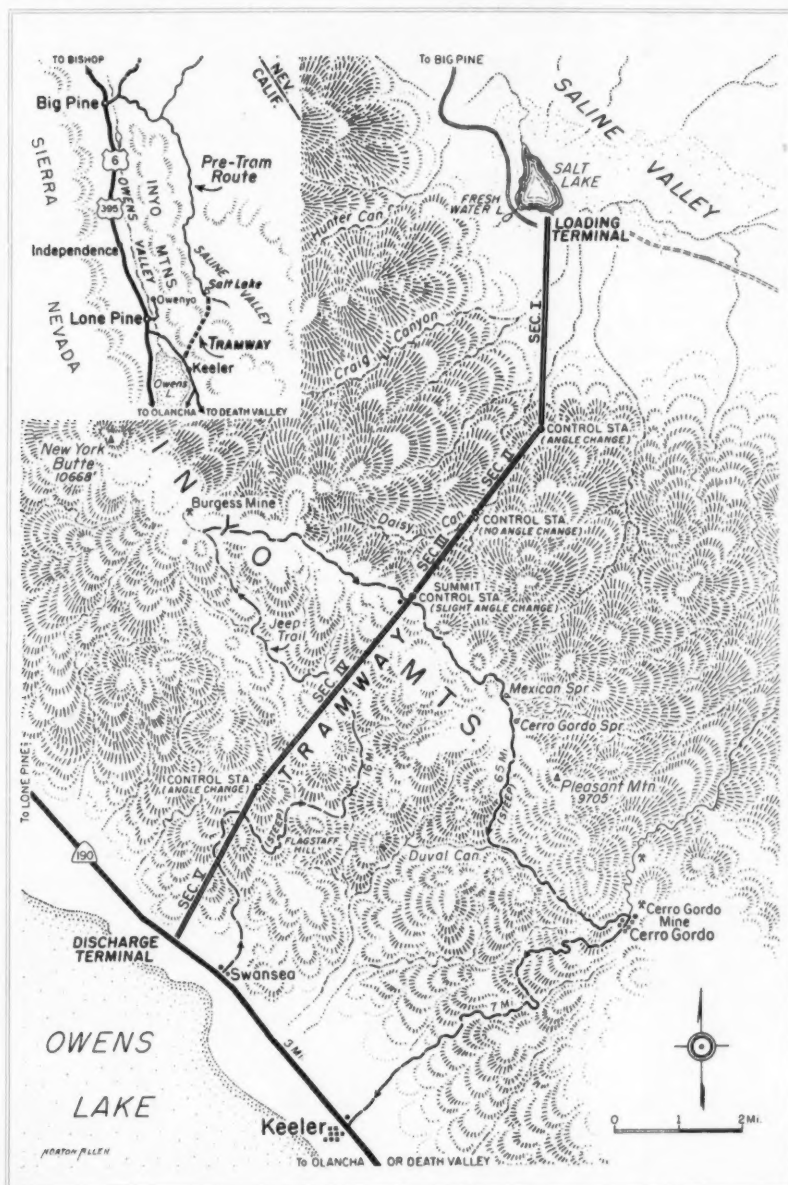 TO BISHOP
Big Pine
NEV.
CALIF.
SIERRA
6
395
OWENS
VALLEY
INYO
MTNS
Pre-Tram
Route
Independence
SALINE
VALLEY
Salt Lake
Owenyo
NEVADA
Lone Pine
TRAMWAY
Keeler
Owens
L.
TO OLANCHA
TO DEATH VALLEY
TO BIG PINE
SALINE
VALLEY
SALT
LAKE
FRESH
WATER L.
LOADING
TERMINAL
Hunter Can.
SEC. I
Craig Canyon
CONTROL STA
(ANGLE CHANGE)
SEC II
New York
Butte
10668'
INYO
MTS.
Burgess Mine
Daisy Can.
CONTROL STA.
(NO ANGLE CHANGE)
SEC III
SUMMIT
CONTROL STA
(SLIGHT ANGLE CHANGE)
Jeep
Trail
SEC IV
TRAMWAY
Mexican Spr
Cerro Gordo Spr.
Pleasant Mtn
9705
6.5 M.
(JEEP)
CONTROL STA
(ANGLE CHANGE)
16 M.
(JEEP)
FLAGSTAFF
HILL
Duval Can.
TO LONE PINE
190
SEC V
DISCHARGE
TERMINAL
Swansea
Cerro Gordo
Mine
Cerro Gordo
7 Mi.
3 Mi.
OWENS
LAKE
Keeler
NORTON ALLEN
TO OLANCHA OR DEATH VALLEY
0 1 2 Mi.